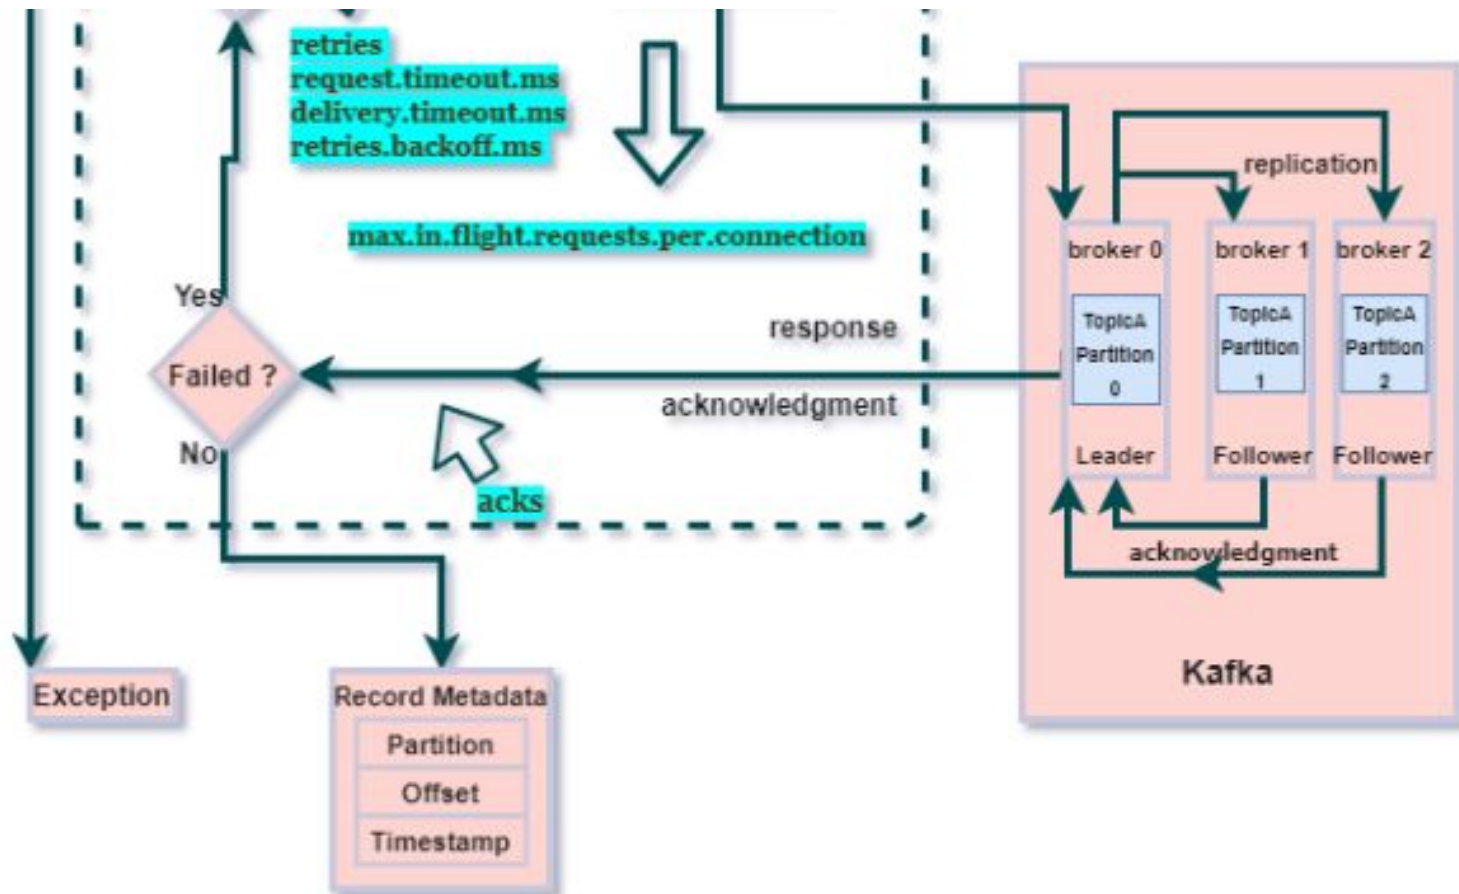 retries
request.timeout.ms
delivery.timeout.ms
retries.backoff.ms
max.in.flight.requests.per.connection
replication
broker 0
broker 1
broker 2
TopicA
Partition
0
TopicA
Partition
1
TopicA
Partition
2
Leader
Follower
Follower
acknowledgment
Kafka
Yes
response
Failed ?
acknowledgment
No
acks
Exception
Record Metadata
Partition
Offset
Timestamp